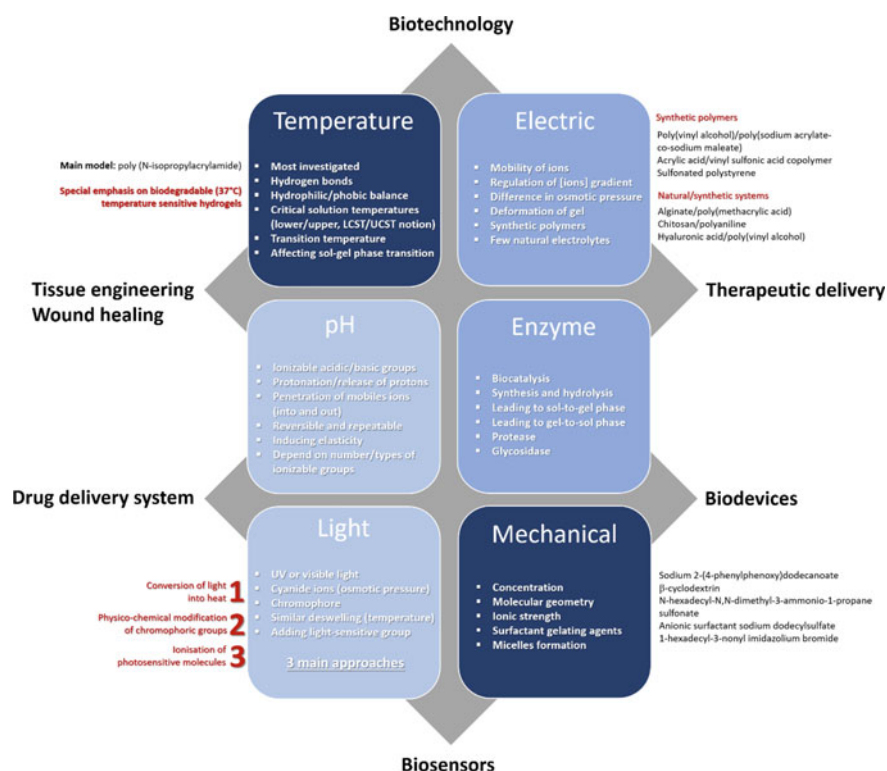 Biotechnology
Temperature
Most investigated
Hydrogen bonds
Hydrophilic/phobic balance
Critical solution temperatures
(lower/upper, LCST/UCST notion)
Transition temperature
Affecting sol-gel phase transition
Main model: poly (N-isopropylacrylamide)
Special emphasis on biodegradable (37°C)
temperature sensitive hydrogels
Electric
Mobility of ions
Regulation of [ions] gradient
Difference in osmotic pressure
Deformation of gel
Synthetic polymers
Few natural electrolytes
Synthetic polymers
Poly(vinyl alcohol)/poly(sodium acrylate-
co-sodium maleate)
Acrylic acid/vinyl sulfonic acid copolymer
Sulfonated polystyrene
Natural/synthetic systems
Alginate/poly(methacrylic acid)
Chitosan/polyaniline
Hyaluronic acid/poly(vinyl alcohol)
Tissue engineering
Wound healing
Therapeutic delivery
pH
Ionizable acidic/basic groups
Protonation/release of protons
Penetration of mobiles ions
(into and out)
Reversible and repeatable
Inducing elasticity
Depend on number/types of
ionizable groups
Enzyme
Biocatalysis
Synthesis and hydrolysis
Leading to sol-to-gel phase
Leading to gel-to-sol phase
Protease
Glycosidase
Drug delivery system
Biodevices
Light
UV or visible light
Cyanide ions (osmotic pressure)
Chromophore
Similar deswelling (temperature)
Adding light-sensitive group
3 main approaches
Conversion of light
into heat
1
Physico-chemical modification
of chromophoric groups
2
Ionisation of
photosensitive molecules
3
Mechanical
Concentration
Molecular geometry
Ionic strength
Surfactant gelating agents
Micelles formation
Sodium 2-(4-phenylphenoxy)dodecanoate
β-cyclodextrin
N-hexadecyl-N,N-dimethyl-3-ammonio-1-propane
sulfonate
Anionic surfactant sodium dodecylsulfate
1-hexadecyl-3-nonyl imidazolium bromide
Biosensors